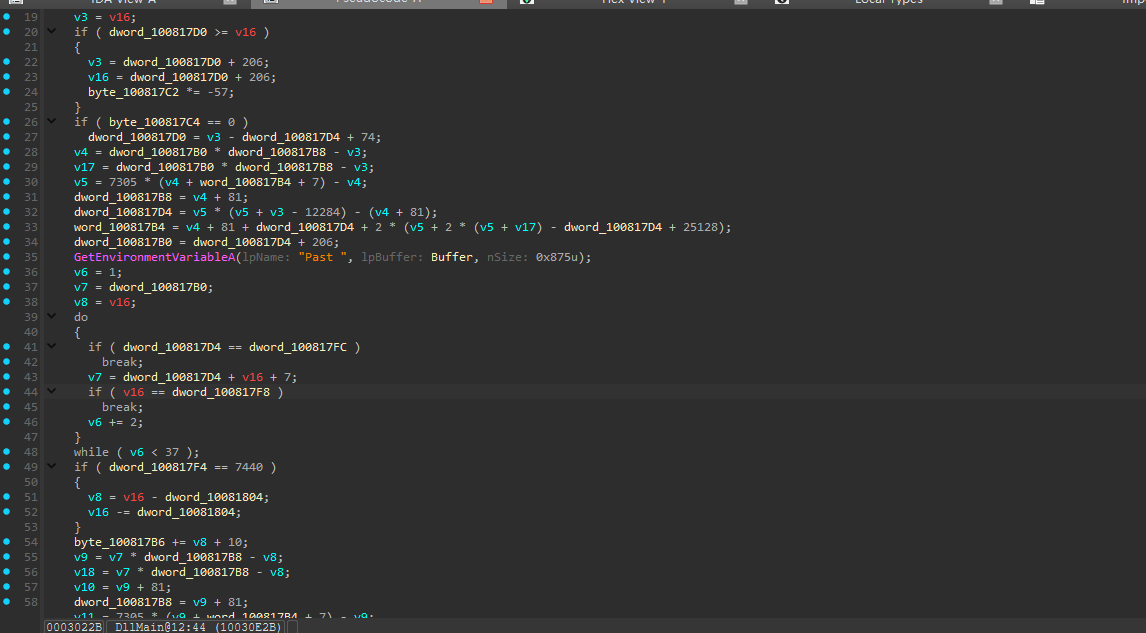 IDA View-A Pseudocode-A Hex View-1 Local Types Imp
19 v3 = v16;
20 if ( dword_100817D0 >= v16 )
21 {
22 v3 = dword_100817D0 + 206;
23 v16 = dword_100817D0 + 206;
24 byte_100817C2 *= -57;
25 }
26 if ( byte_100817C4 == 0 )
27 dword_100817D0 = v3 - dword_100817D4 + 74;
28 v4 = dword_100817B0 * dword_100817B8 - v3;
29 v17 = dword_100817B0 * dword_100817B8 - v3;
30 v5 = 7305 * (v4 + word_100817B4 + 7) - v4;
31 dword_100817B8 = v4 + 81;
32 dword_100817D4 = v5 * (v5 + v3 - 12284) - (v4 + 81);
33 word_100817B4 = v4 + 81 + dword_100817D4 + 2 * (v5 + 2 * (v5 + v17) - dword_100817D4 + 25128);
34 dword_100817B0 = dword_100817D4 + 206;
35 GetEnvironmentVariableA(lpName: "Past ", lpBuffer: Buffer, nSize: 0x875u);
36 v6 = 1;
37 v7 = dword_100817B0;
38 v8 = v16;
39 do
40 {
41 if ( dword_100817D4 == dword_100817FC )
42 break;
43 v7 = dword_100817D4 + v16 + 7;
44 if ( v16 == dword_100817F8 )
45 break;
46 v6 += 2;
47 }
48 while ( v6 < 37 );
49 if ( dword_100817F4 == 7440 )
50 {
51 v8 = v16 - dword_10081804;
52 v16 -= dword_10081804;
53 }
54 byte_100817B6 += v8 + 10;
55 v9 = v7 * dword_100817B8 - v8;
56 v18 = v7 * dword_100817B8 - v8;
57 v10 = v9 + 81;
58 dword_100817B8 = v9 + 81;
v11 = 7305 * (v9 + word_100817B4 + 7) - v9;
0003022B DllMain@12:44 (10030E2B)